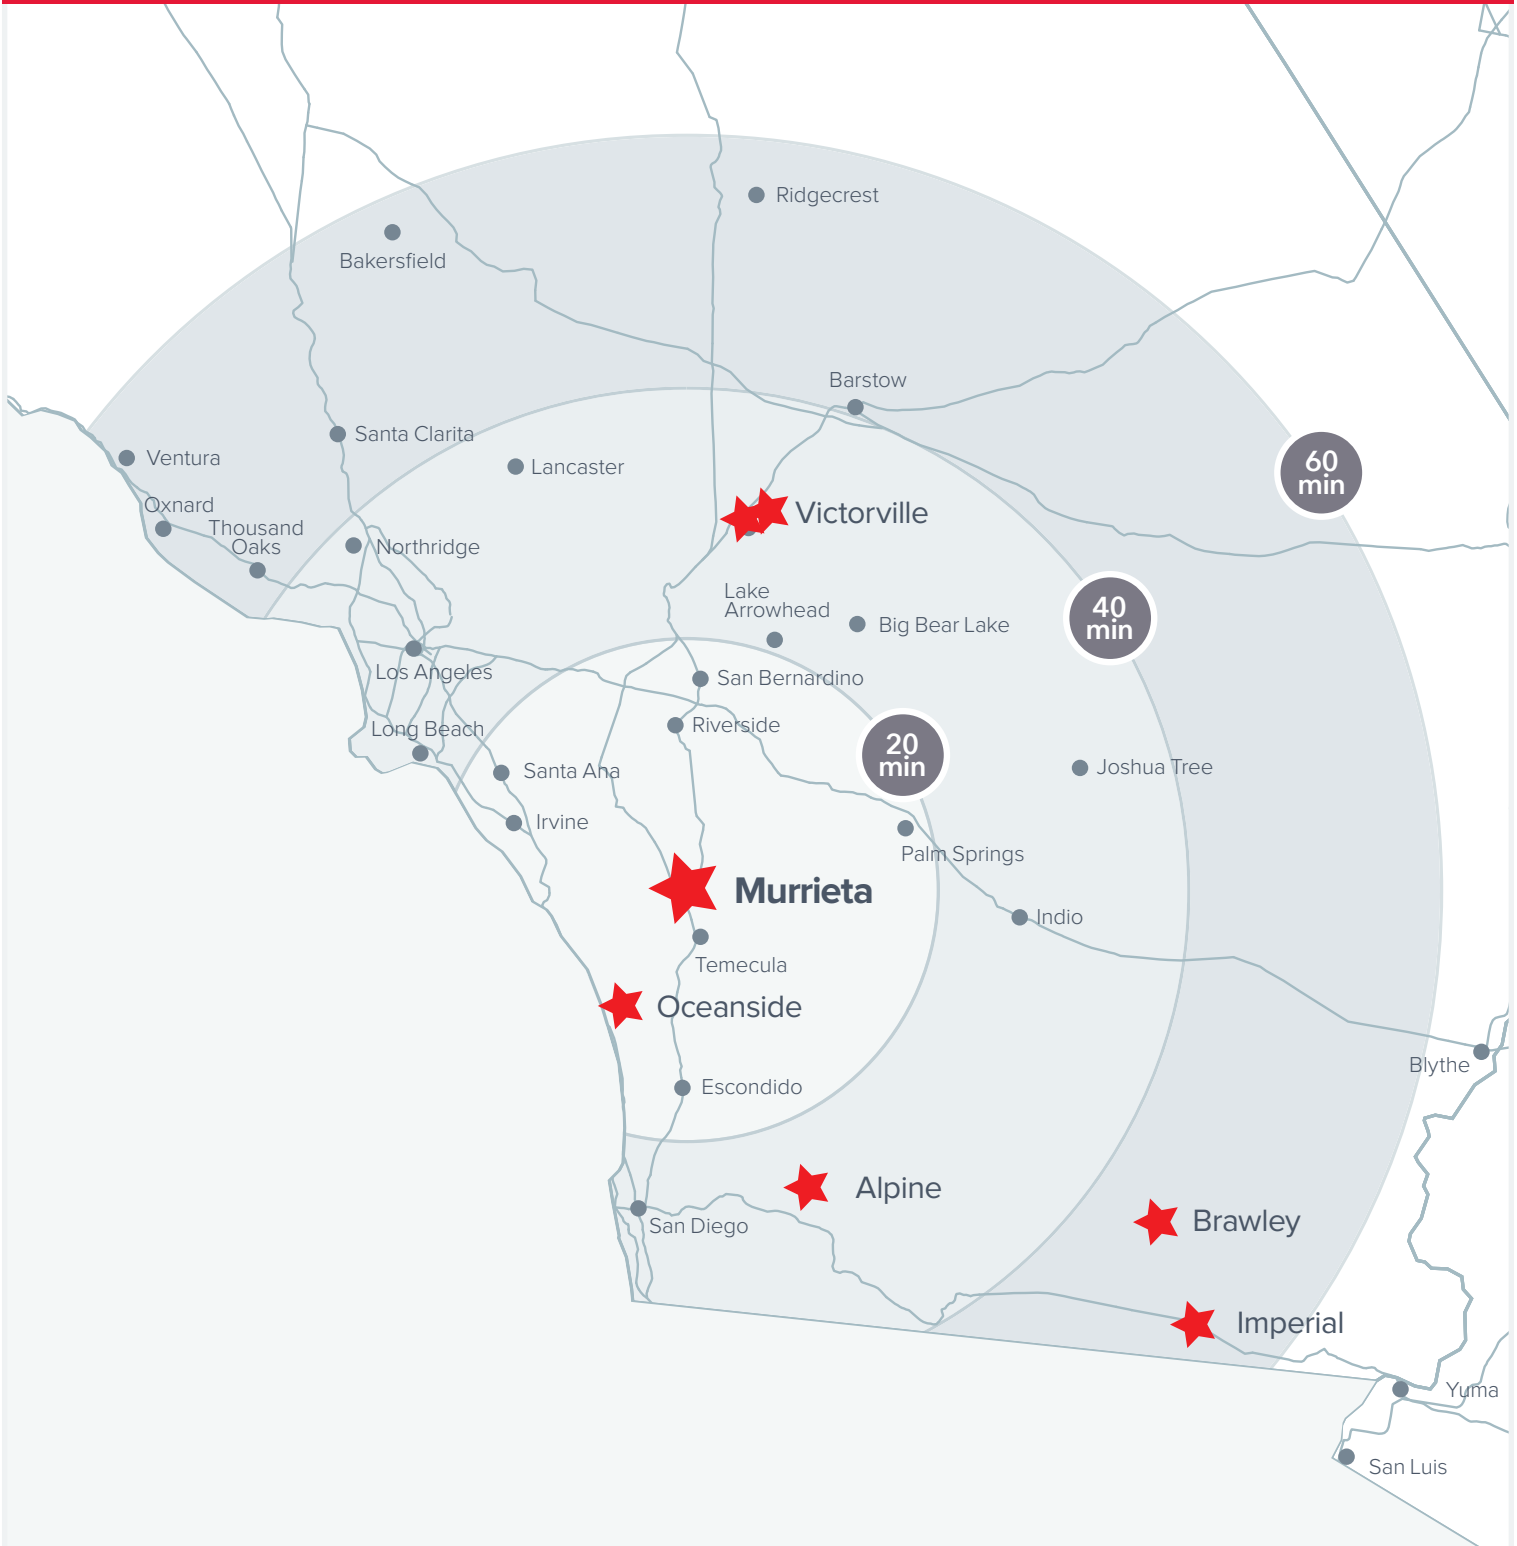 Ridgecrest
Bakersfield
Barstow
Santa Clarita
Ventura
Lancaster
60
min
Oxnard
Thousand
Oaks
Victorville
Northridge
Lake
Arrowhead
Big Bear Lake
40
min
Los Angeles
San Bernardino
Long Beach
Riverside
20
min
Santa Ana
Joshua Tree
Irvine
Palm Springs
Murrieta
Indio
Temecula
Oceanside
Blythe
Escondido
Alpine
San Diego
Brawley
Imperial
Yuma
San Luis